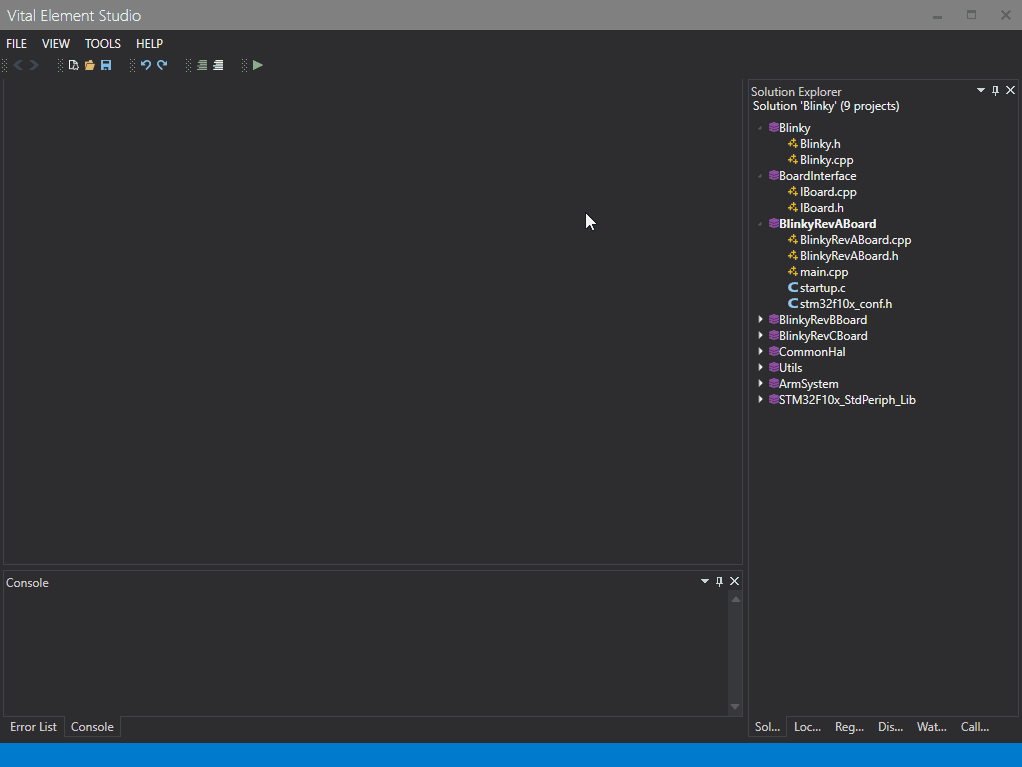 Vital Element Studio
FILE VIEW TOOLS HELP
Solution Explorer
Solution 'Blinky' (9 projects)
Blinky
Blinky.h
Blinky.cpp
BoardInterface
IBoard.cpp
IBoard.h
BlinkyRevABoard
BlinkyRevABoard.cpp
BlinkyRevABoard.h
main.cpp
C startup.c
C stm32f10x_conf.h
BlinkyRevBBoard
BlinkyRevCBoard
CommonHal
Utils
ArmSystem
STM32F10x_StdPeriph_Lib
Console
Error List Console
Sol... Loc... Reg... Dis... Wat... Call...